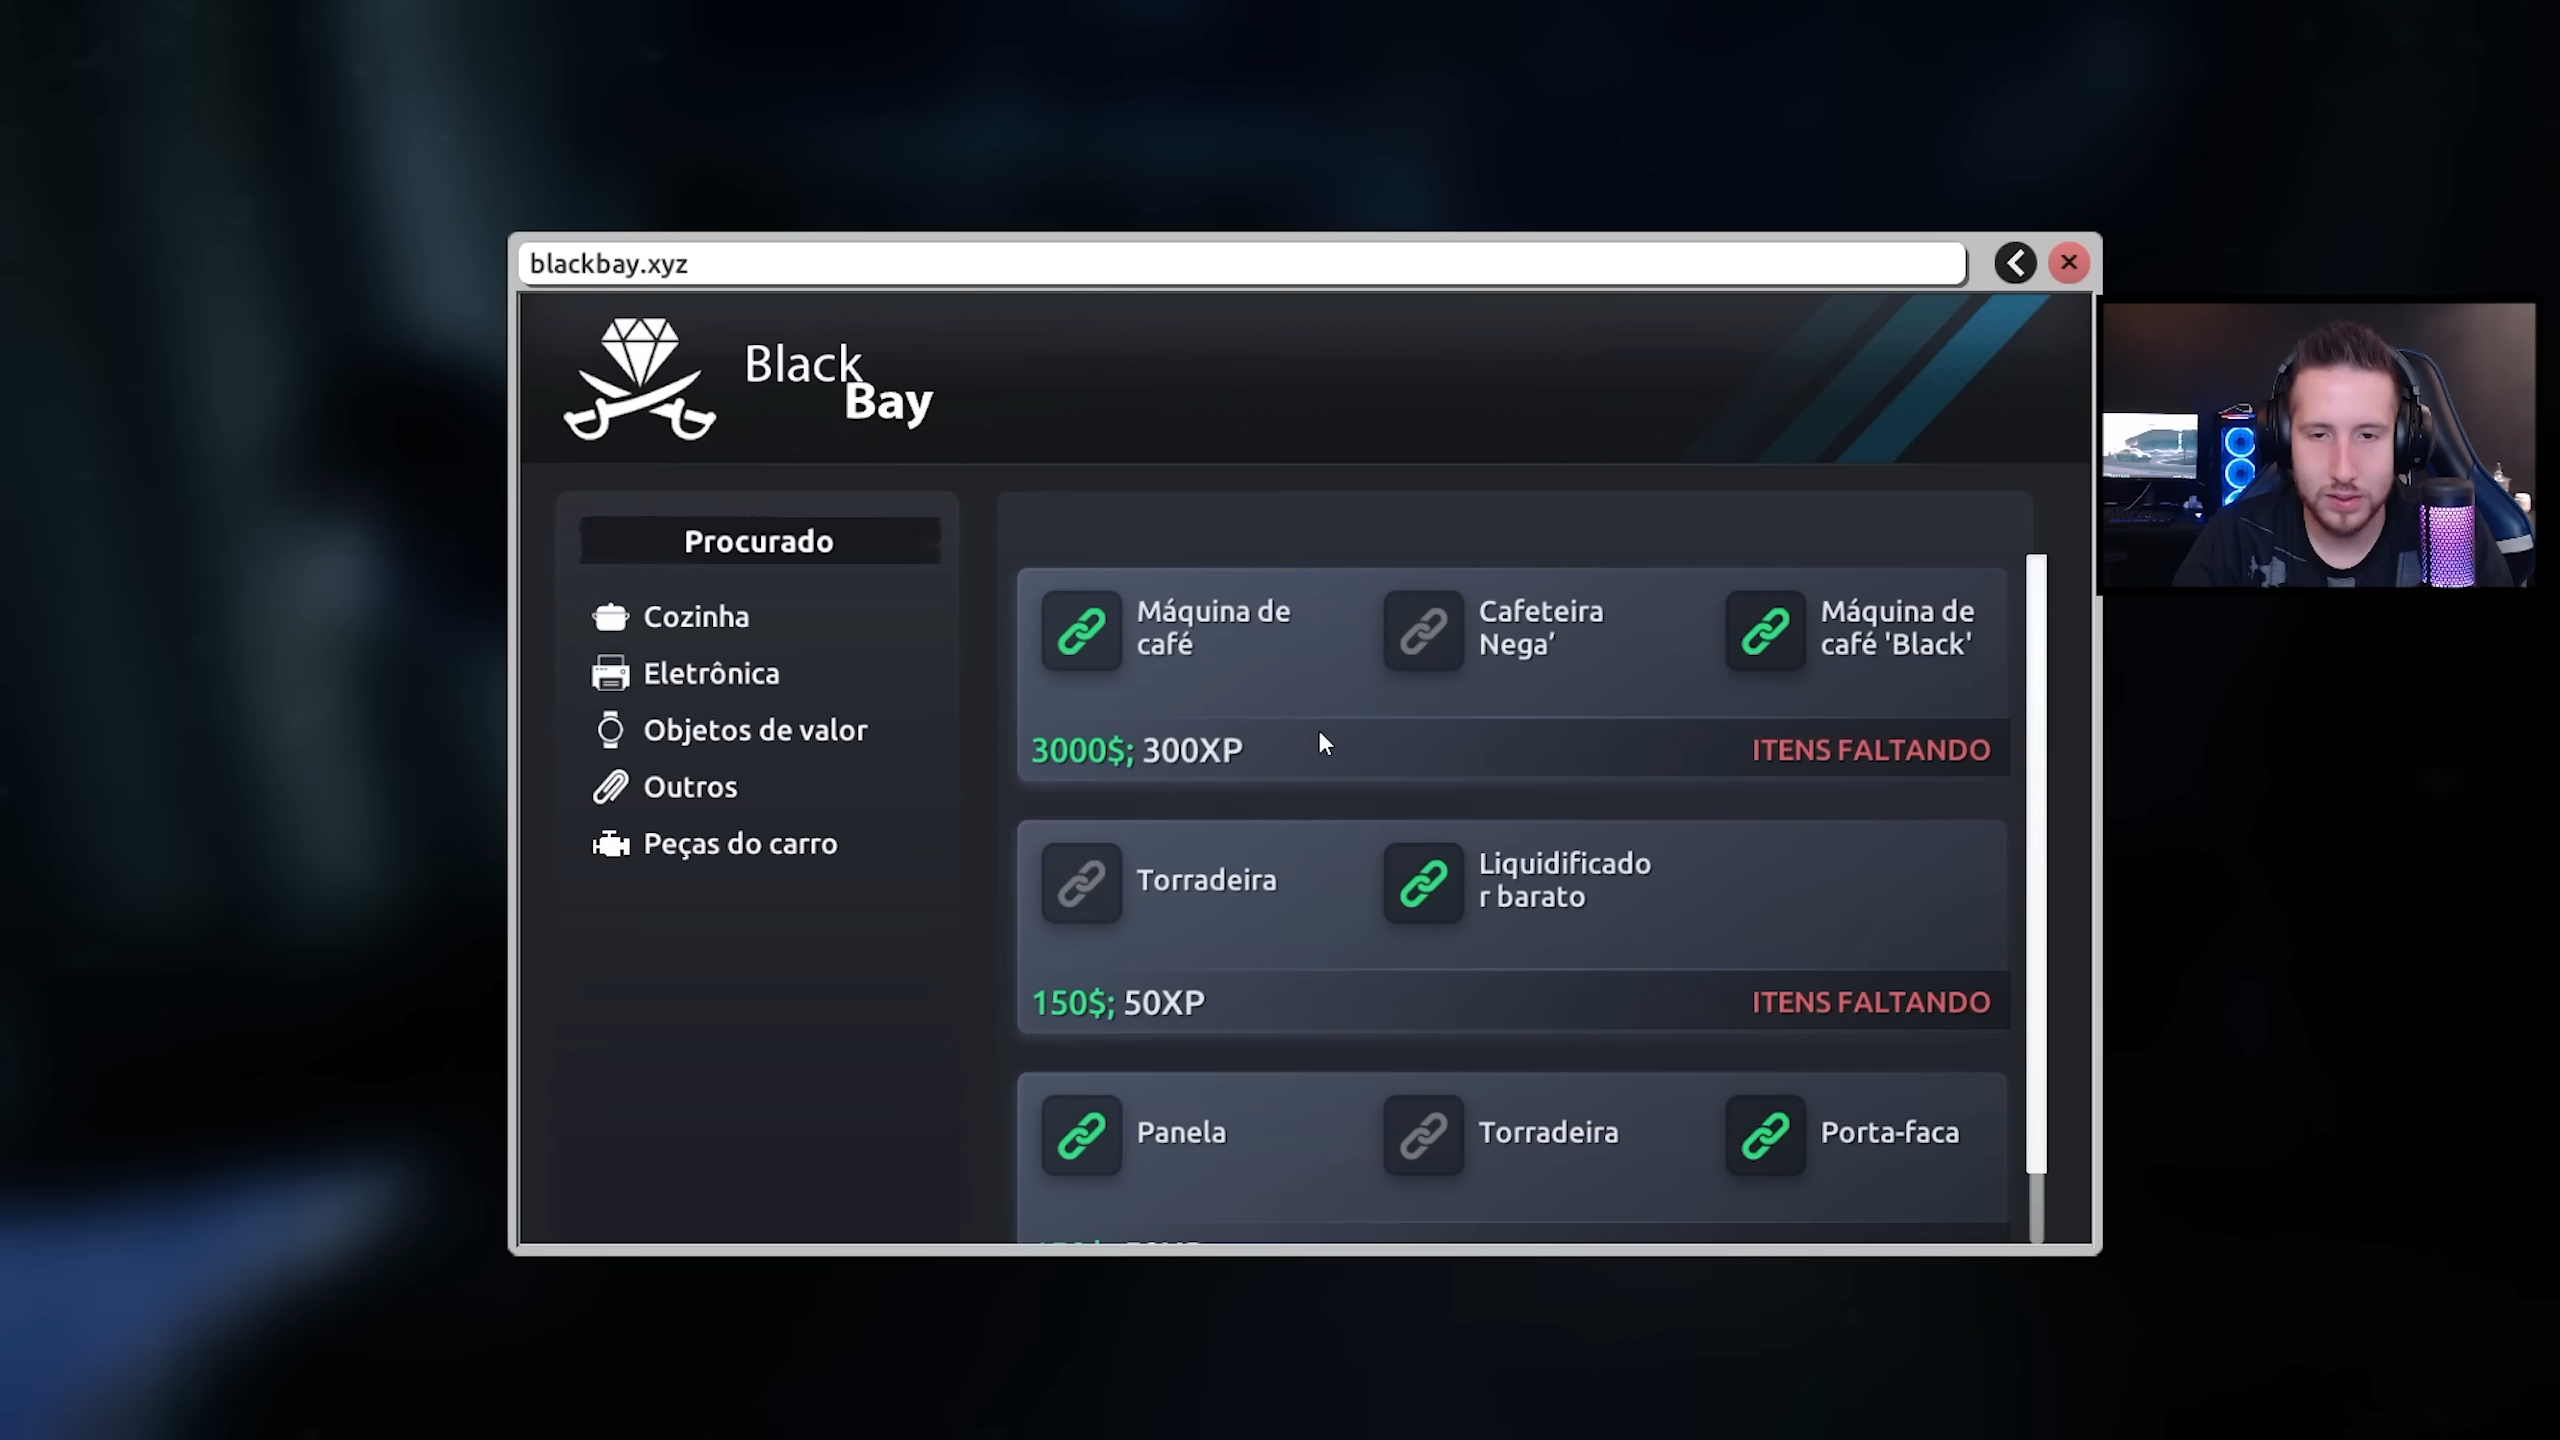 blackbay.xyz
Black
Bay
Procurado
Cozinha
Eletrônica
Objetos de valor
Outros
Peças do carro
Máquina de
café
Cafeteira
Nega’
Máquina de
café 'Black'
3000$; 300XP
ITENS FALTANDO
Torradeira
Liquidificado
r barato
150$; 50XP
ITENS FALTANDO
Panela
Torradeira
Porta-faca